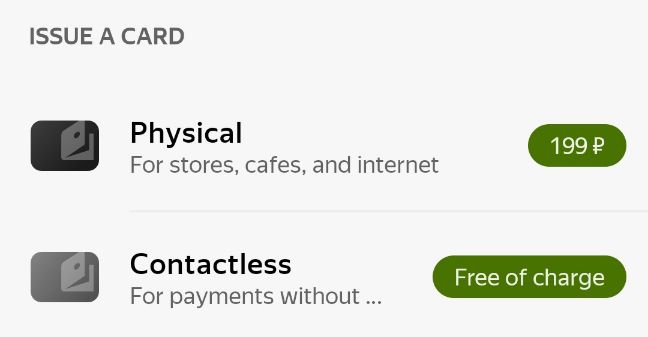 ISSUE A CARD
Physical
For stores, cafes, and internet
199 ₽
Contactless
For payments without ...
Free of charge